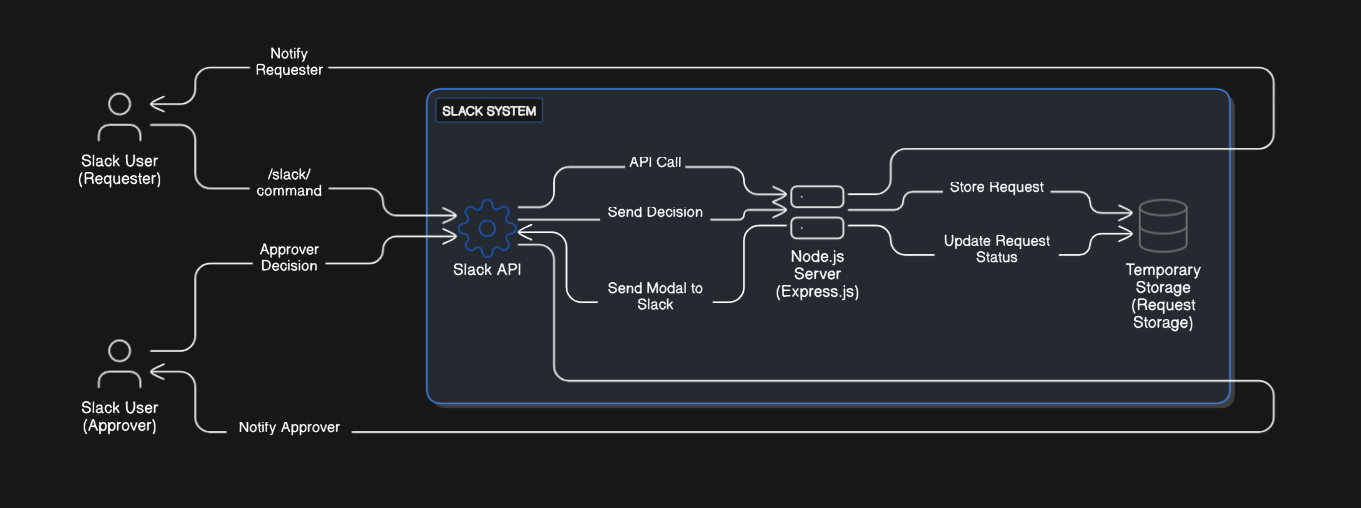 Notify
Requester
SLACK SYSTEM
Slack User
(Requester)
/slack/
command
API Call
Store Request
Send Decision
Approver
Decision
Slack API
Update Request
Status
Node.js
Server
(Express.js)
Temporary
Storage
(Request
Storage)
Send Modal to
Slack
Slack User
(Approver)
Notify Approver